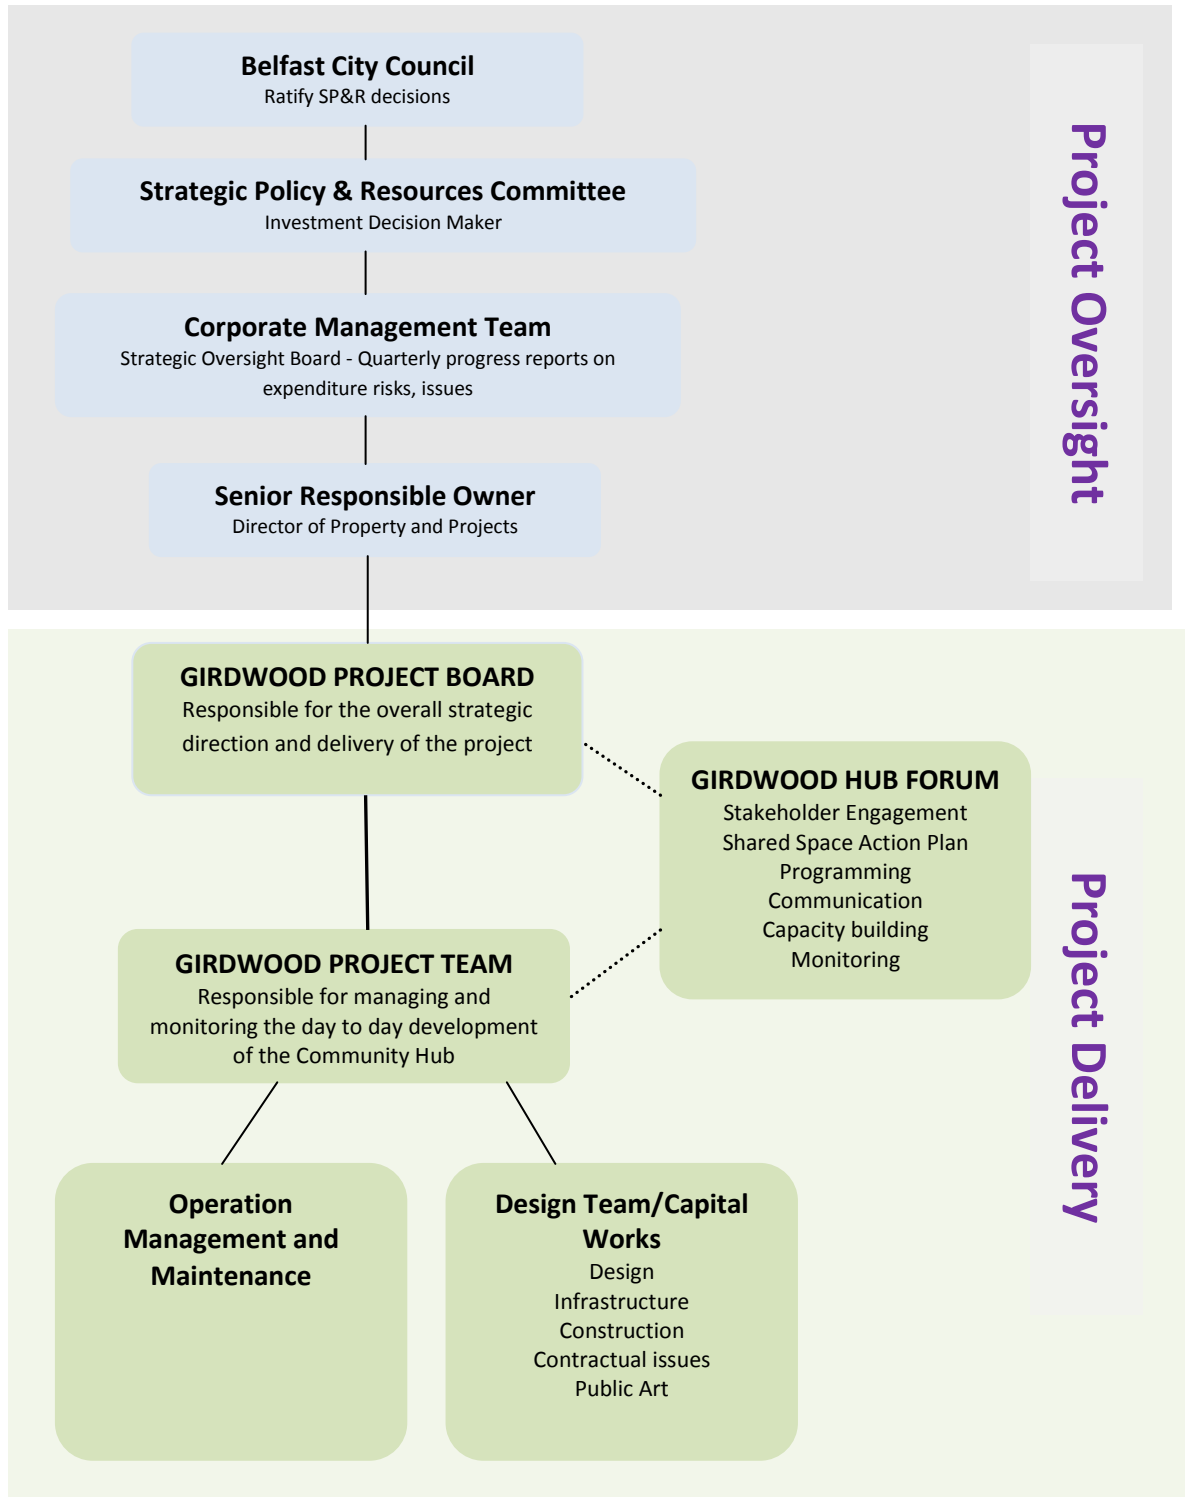 Belfast City Council
Ratify SP&R decisions
Strategic Policy & Resources Committee
Investment Decision Maker
Corporate Management Team
Strategic Oversight Board - Quarterly progress reports on
expenditure risks, issues
Senior Responsible Owner
Director of Property and Projects
Project Oversight
GIRDWOOD PROJECT BOARD
Responsible for the overall strategic
direction and delivery of the project
GIRDWOOD HUB FORUM
Stakeholder Engagement
Shared Space Action Plan
Programming
Communication
Capacity building
Monitoring
GIRDWOOD PROJECT TEAM
Responsible for managing and
monitoring the day to day development
of the Community Hub
Project Delivery
Operation
Management and
Maintenance
Design Team/Capital
Works
Design
Infrastructure
Construction
Contractual issues
Public Art